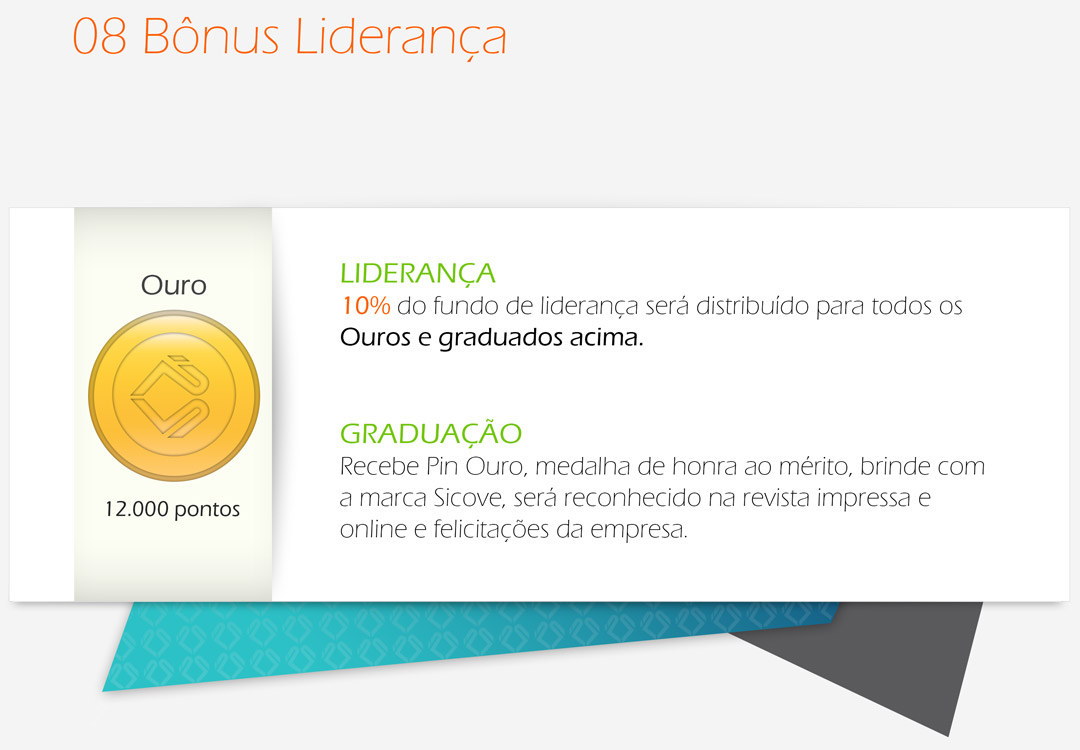 08 Bônus Liderança
Ouro
12.000 pontos
LIDERANÇA
10% do fundo de liderança será distribuído para todos os
Ouros e graduados acima.
GRADUAÇÃO
Recebe Pin Ouro, medalha de honra ao mérito, brinde com
a marca Sicove, será reconhecido na revista impressa e
online e felicitações da empresa.